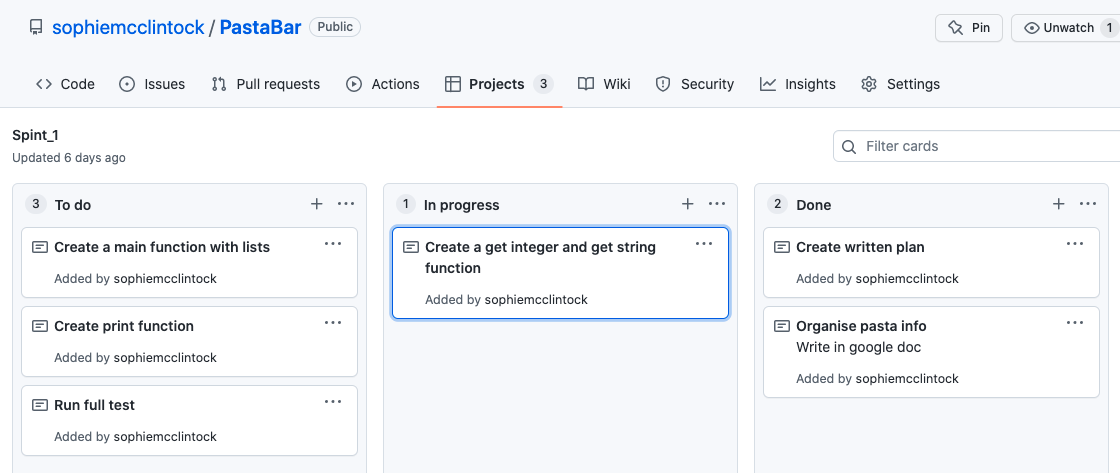 sophiemcclintock / PastaBar Public
Pin
Unwatch 1
Code
Issues
Pull requests
Actions
Projects 3
Wiki
Security
Insights
Settings
Spint_1
Updated 6 days ago
Filter cards
3 To do
Create a main function with lists
Added by sophiemcclintock
Create print function
Added by sophiemcclintock
Run full test
Added by sophiemcclintock
1 In progress
Create a get integer and get string
function
Added by sophiemcclintock
2 Done
Create written plan
Added by sophiemcclintock
Organise pasta info
Write in google doc
Added by sophiemcclintock